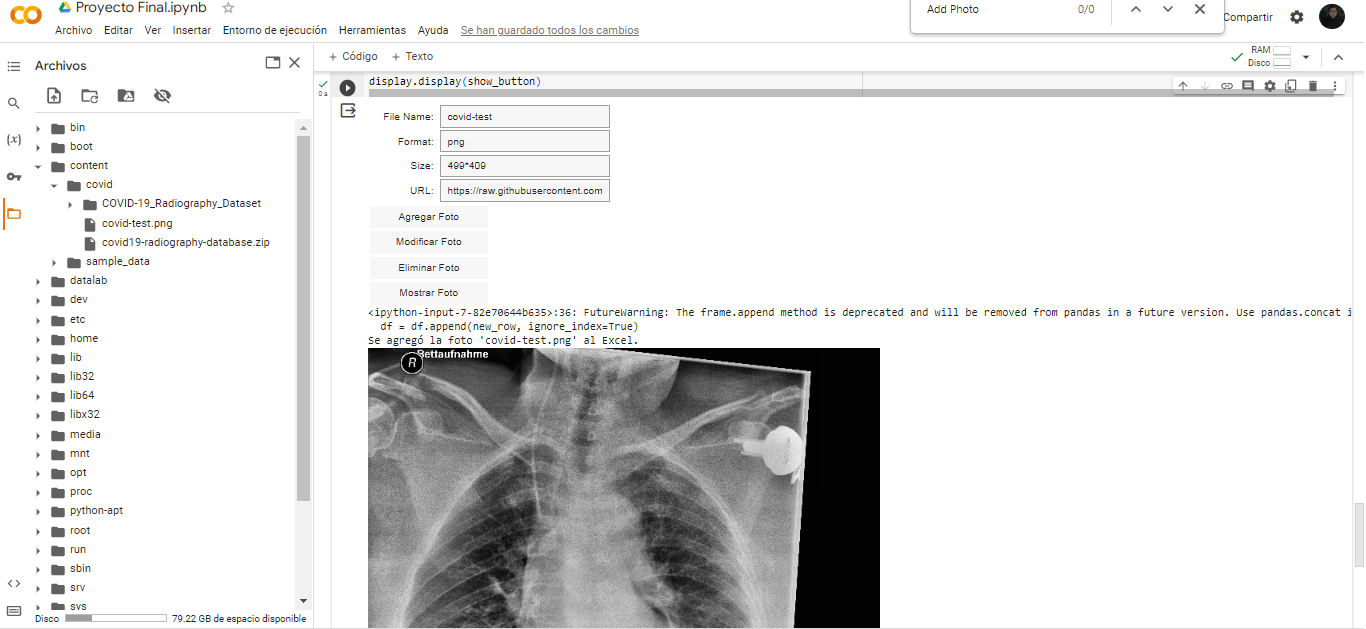 CO
Proyecto Final.ipynb
Add Photo 0/0
Compartir
Archivo Editar Ver Insertar Entorno de ejecución Herramientas Ayuda Se han guardado todos los cambios
+ Código + Texto
RAM
Disco
Archivos
{x}
bin
boot
content
covid
COVID-19_Radiography_Dataset
covid-test.png
covid19-radiography-database.zip
sample_data
datalab
dev
etc
home
lib
lib32
lib64
libx32
media
mnt
opt
proc
python-apt
root
run
sbin
srv
sys
Disco 79.22 GB de espacio disponible
0 s
display.display(show_button)
File Name: covid-test
Format: png
Size: 499*409
URL: https://raw.githubusercontent.com
Agregar Foto
Modificar Foto
Eliminar Foto
Mostrar Foto
<ipython-input-7-82e70644b635>:36: FutureWarning: The frame.append method is deprecated and will be removed from pandas in a future version. Use pandas.concat i
df = df.append(new_row, ignore_index=True)
Se agregó la foto 'covid-test.png' al Excel.
Bettaufnahme
R